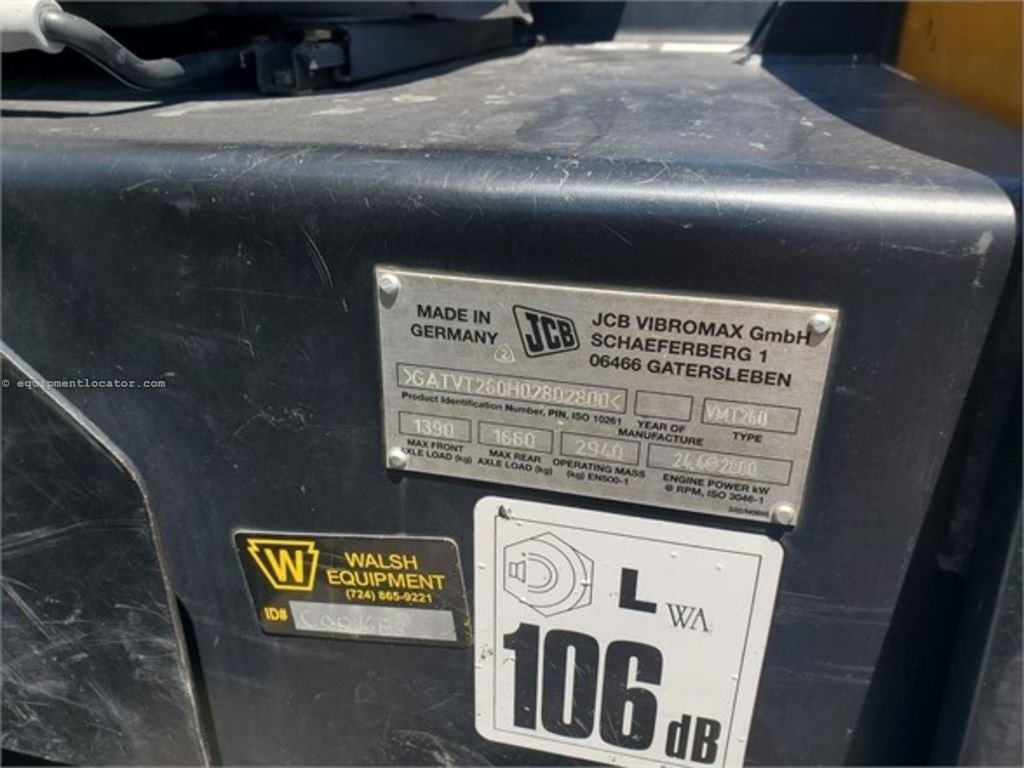 © equipmentlocator.com
MADE IN
GERMANY
JCB
2
JCB VIBROMAX GmbH
SCHAEFERBERG 1
06466 GATERSLEBEN
>GATVT260H02802800<
Product Identification Number, PIN, ISO 10261
YEAR OF
MANUFACTURE
VMT260
TYPE
1390
MAX FRONT
AXLE LOAD (kg)
1660
MAX REAR
AXLE LOAD (kg)
2940
OPERATING MASS
(kg) EN500-1
ENGINE POWER kW
@ RPM, ISO 3046-1
W
WALSH
EQUIPMENT
(724) 865-9221
ID#
L WA
106 dB